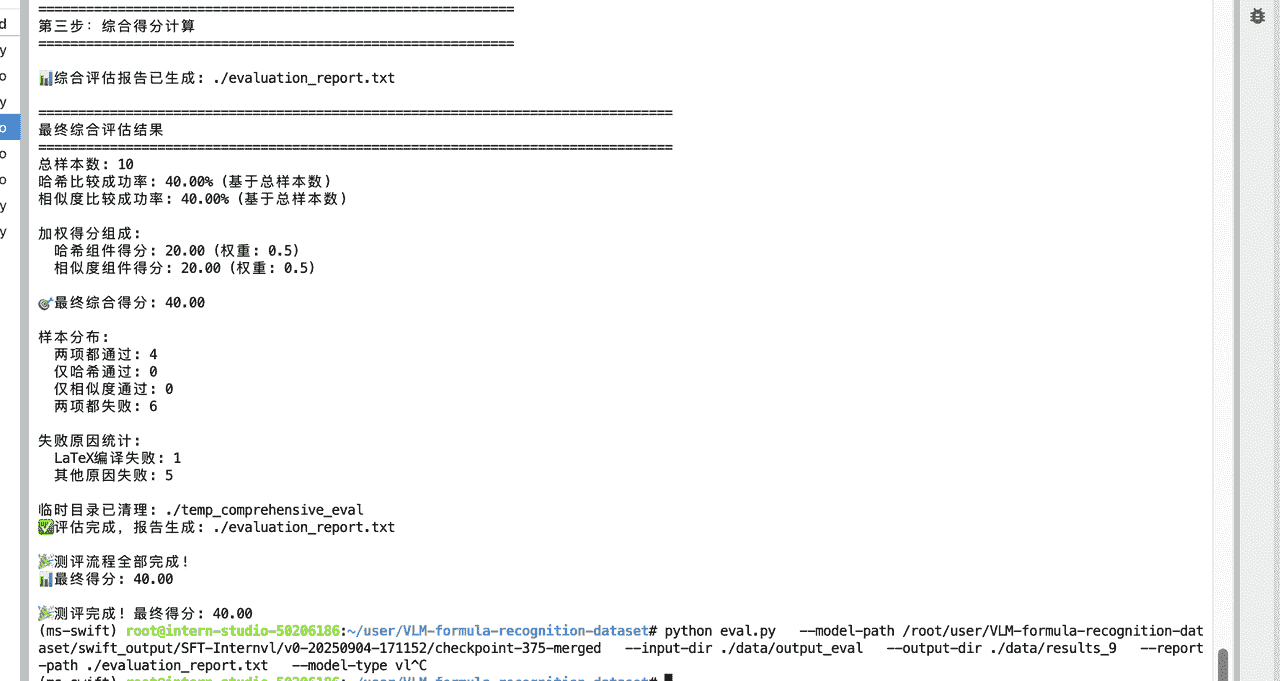 ============================================================
第三步：综合得分计算
============================================================
📊综合评估报告已生成: ./evaluation_report.txt
================================================================================
最终综合评估结果
================================================================================
总样本数: 10
哈希比较成功率: 40.00% (基于总样本数)
相似度比较成功率: 40.00% (基于总样本数)
加权得分组成:
哈希组件得分: 20.00 (权重: 0.5)
相似度组件得分: 20.00 (权重: 0.5)
🎯最终综合得分: 40.00
样本分布:
两项都通过: 4
仅哈希通过: 0
仅相似度通过: 0
两项都失败: 6
失败原因统计:
LaTeX编译失败: 1
其他原因失败: 5
临时目录已清理: ./temp_comprehensive_eval
✅评估完成，报告生成: ./evaluation_report.txt
🎉测评流程全部完成!
📊最终得分: 40.00
🎉测评完成! 最终得分: 40.00
(ms-swift) root@intern-studio-50206186:~/user/VLM-formula-recognition-dataset# python eval.py   --model-path /root/user/VLM-formula-recognition-dat
aset/swift_output/SFT-Internvl/v0-20250904-171152/checkpoint-375-merged   --input-dir ./data/output_eval   --output-dir ./data/results_9   --report
-path ./evaluation_report.txt   --model-type vl^C
(ms-swift) root@intern-studio-50206186:~/user/VLM-formula-recognition-dataset#
d
y
o
y
o
o
o
y
y